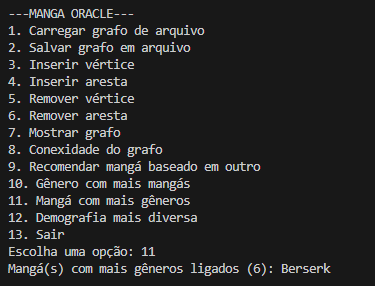 ---MANGA ORACLE---
1. Carregar grafo de arquivo
2. Salvar grafo em arquivo
3. Inserir vértice
4. Inserir aresta
5. Remover vértice
6. Remover aresta
7. Mostrar grafo
8. Conexidade do grafo
9. Recomendar mangá baseado em outro
10. Gênero com mais mangás
11. Mangá com mais gêneros
12. Demografia mais diversa
13. Sair
Escolha uma opção: 11
Mangá(s) com mais gêneros ligados (6): Berserk